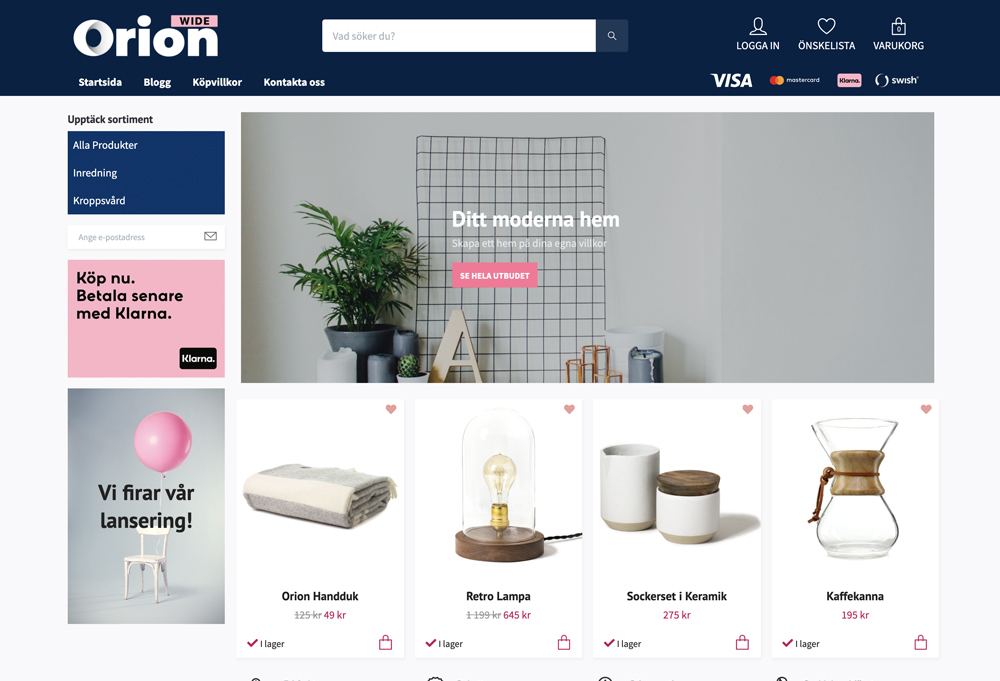 WIDE
Orion
Vad söker du?
LOGGA IN
ÖNSKELISTA
0
VARUKORG
Startsida
Blogg
Köpvillkor
Kontakta oss
VISA
mastercard
Klarna.
swish
Upptäck sortiment
Alla Produkter
Inredning
Kroppsvård
Ange e-postadress
Köp nu.
Betala senare
med Klarna.
Klarna.
Vi firar vår
lansering!
Ditt moderna hem
Skapa ett hem på dina egna villkor
SE HELA UTBUDET
Orion Handduk
125 kr 49 kr
I lager
Retro Lampa
1 199 kr 645 kr
I lager
Sockerset i Keramik
275 kr
I lager
Kaffekanna
195 kr
I lager